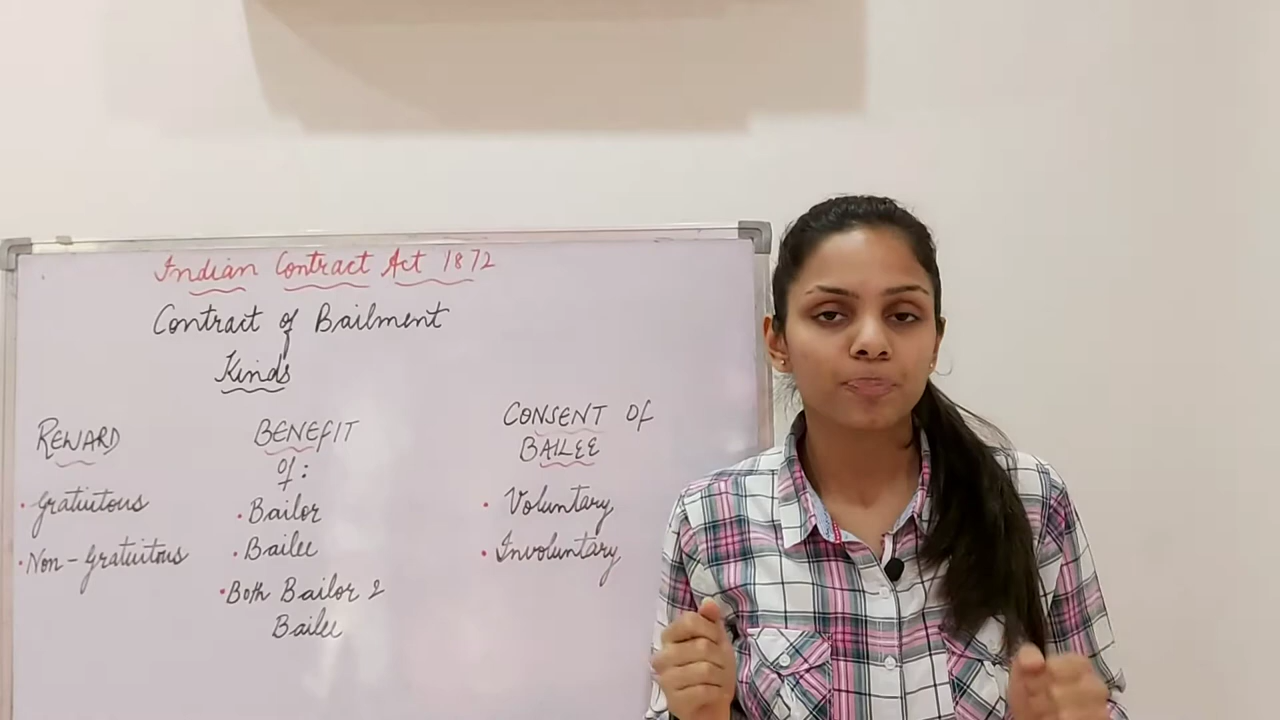 Indian Contract Act 1872
Contract of Bailment
Kinds
REWARD
• Gratuitous
• Non-Gratuitous
BENEFIT
Of:
• Bailor
• Bailee
• Both Bailor &
Bailee
CONSENT OF
BAILEE
• Voluntary
• Involuntary